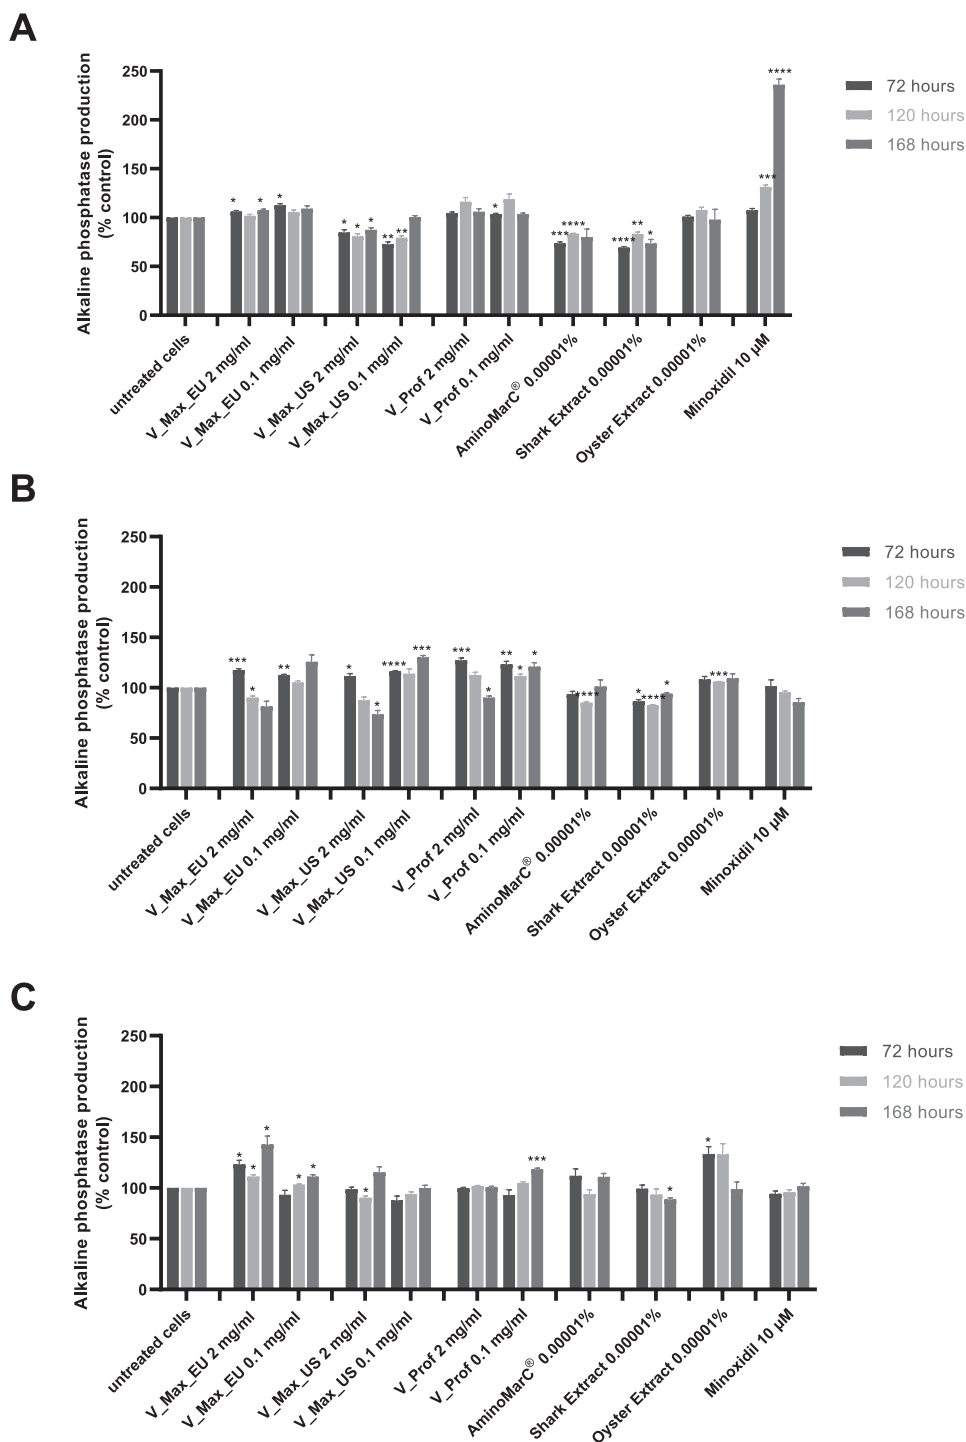 A
Alkaline phosphatase production
(% control)
250
200
150
100
50
0
* * *
* * * *
** **
*
*** ****
**** ** *
*** ****
untreated cells
V_Max_EU 2 mg/ml
V_Max_EU 0.1 mg/ml
V_Max_US 2 mg/ml
V_Max_US 0.1 mg/ml
V_Prof 2 mg/ml
V_Prof 0.1 mg/ml
AminoMarC® 0.00001%
Shark Extract 0.00001%
Oyster Extract 0.00001%
Minoxidil 10 µM
72 hours
120 hours
168 hours
B
Alkaline phosphatase production
(% control)
250
200
150
100
50
0
*** *
**
* *
**** ***
*** *
** * *
****
* **** *
***
untreated cells
V_Max_EU 2 mg/ml
V_Max_EU 0.1 mg/ml
V_Max_US 2 mg/ml
V_Max_US 0.1 mg/ml
V_Prof 2 mg/ml
V_Prof 0.1 mg/ml
AminoMarC® 0.00001%
Shark Extract 0.00001%
Oyster Extract 0.00001%
Minoxidil 10 µM
72 hours
120 hours
168 hours
C
Alkaline phosphatase production
(% control)
250
200
150
100
50
0
* * *
* *
*
***
*
*
untreated cells
V_Max_EU 2 mg/ml
V_Max_EU 0.1 mg/ml
V_Max_US 2 mg/ml
V_Max_US 0.1 mg/ml
V_Prof 2 mg/ml
V_Prof 0.1 mg/ml
AminoMarC® 0.00001%
Shark Extract 0.00001%
Oyster Extract 0.00001%
Minoxidil 10 µM
72 hours
120 hours
168 hours